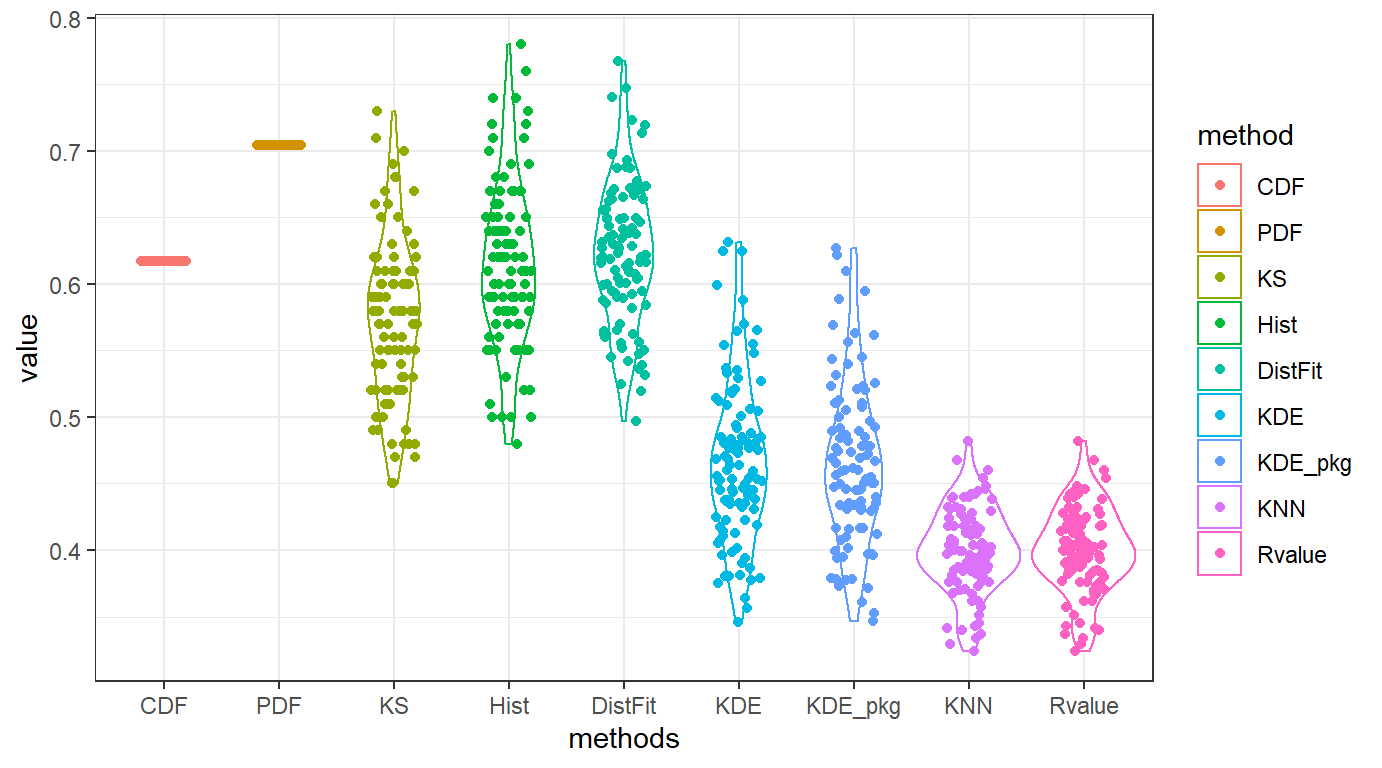 0.8
0.7
0.6
0.5
0.4
value
CDF PDF KS Hist DistFit KDE KDE_pkg KNN Rvalue
methods
method
CDF
PDF
KS
Hist
DistFit
KDE
KDE_pkg
KNN
Rvalue